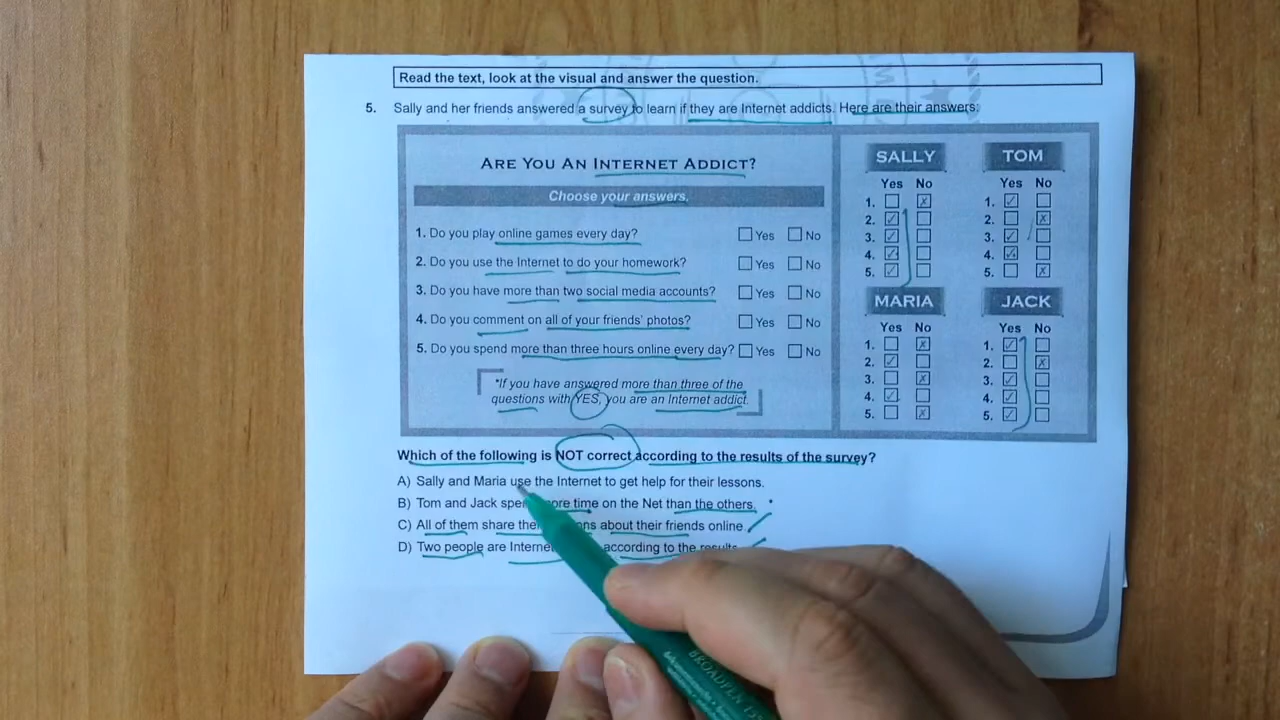 Read the text, look at the visual and answer the question.
5. Sally and her friends answered a survey to learn if they are Internet addicts. Here are their answers:
ARE YOU AN INTERNET ADDICT?
Choose your answers.
1. Do you play online games every day? Yes No
2. Do you use the Internet to do your homework? Yes No
3. Do you have more than two social media accounts? Yes No
4. Do you comment on all of your friends' photos? Yes No
5. Do you spend more than three hours online every day? Yes No
*If you have answered more than three of the
questions with YES, you are an Internet addict.
SALLY
Yes No
1.
2.
3.
4.
5.
TOM
Yes No
1.
2.
3.
4.
5.
MARIA
Yes No
1.
2.
3.
4.
5.
JACK
Yes No
1.
2.
3.
4.
5.
Which of the following is NOT correct according to the results of the survey?
A) Sally and Maria use the Internet to get help for their lessons.
B) Tom and Jack more time on the Net than the others.
C) All of them share about their friends online.
D) Two people are according to the results.
BROADPEN